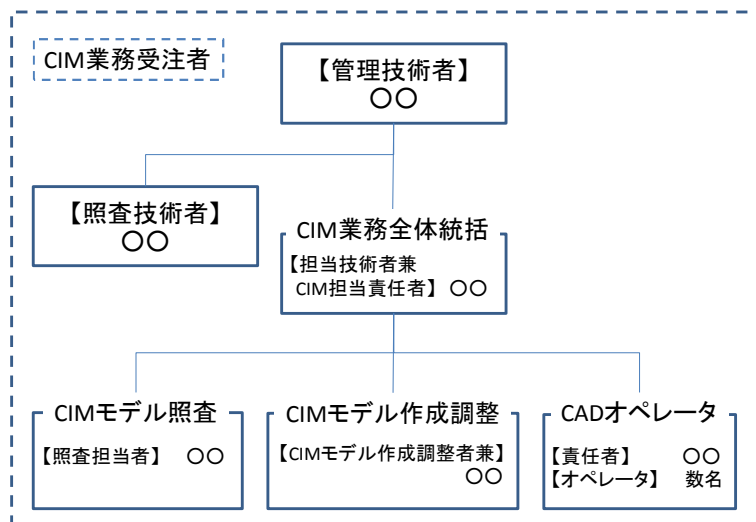 CIM業務受注者
【管理技術者】
〇〇
【照査技術者】
〇〇
CIM業務全体統括
【担当技術者兼
CIM担当責任者】 〇〇
CIMモデル照査
【照査担当者】 〇〇
CIMモデル作成調整
【CIMモデル作成調整者兼】
〇〇
CADオペレータ
【責任者】 〇〇
【オペレータ】 数名